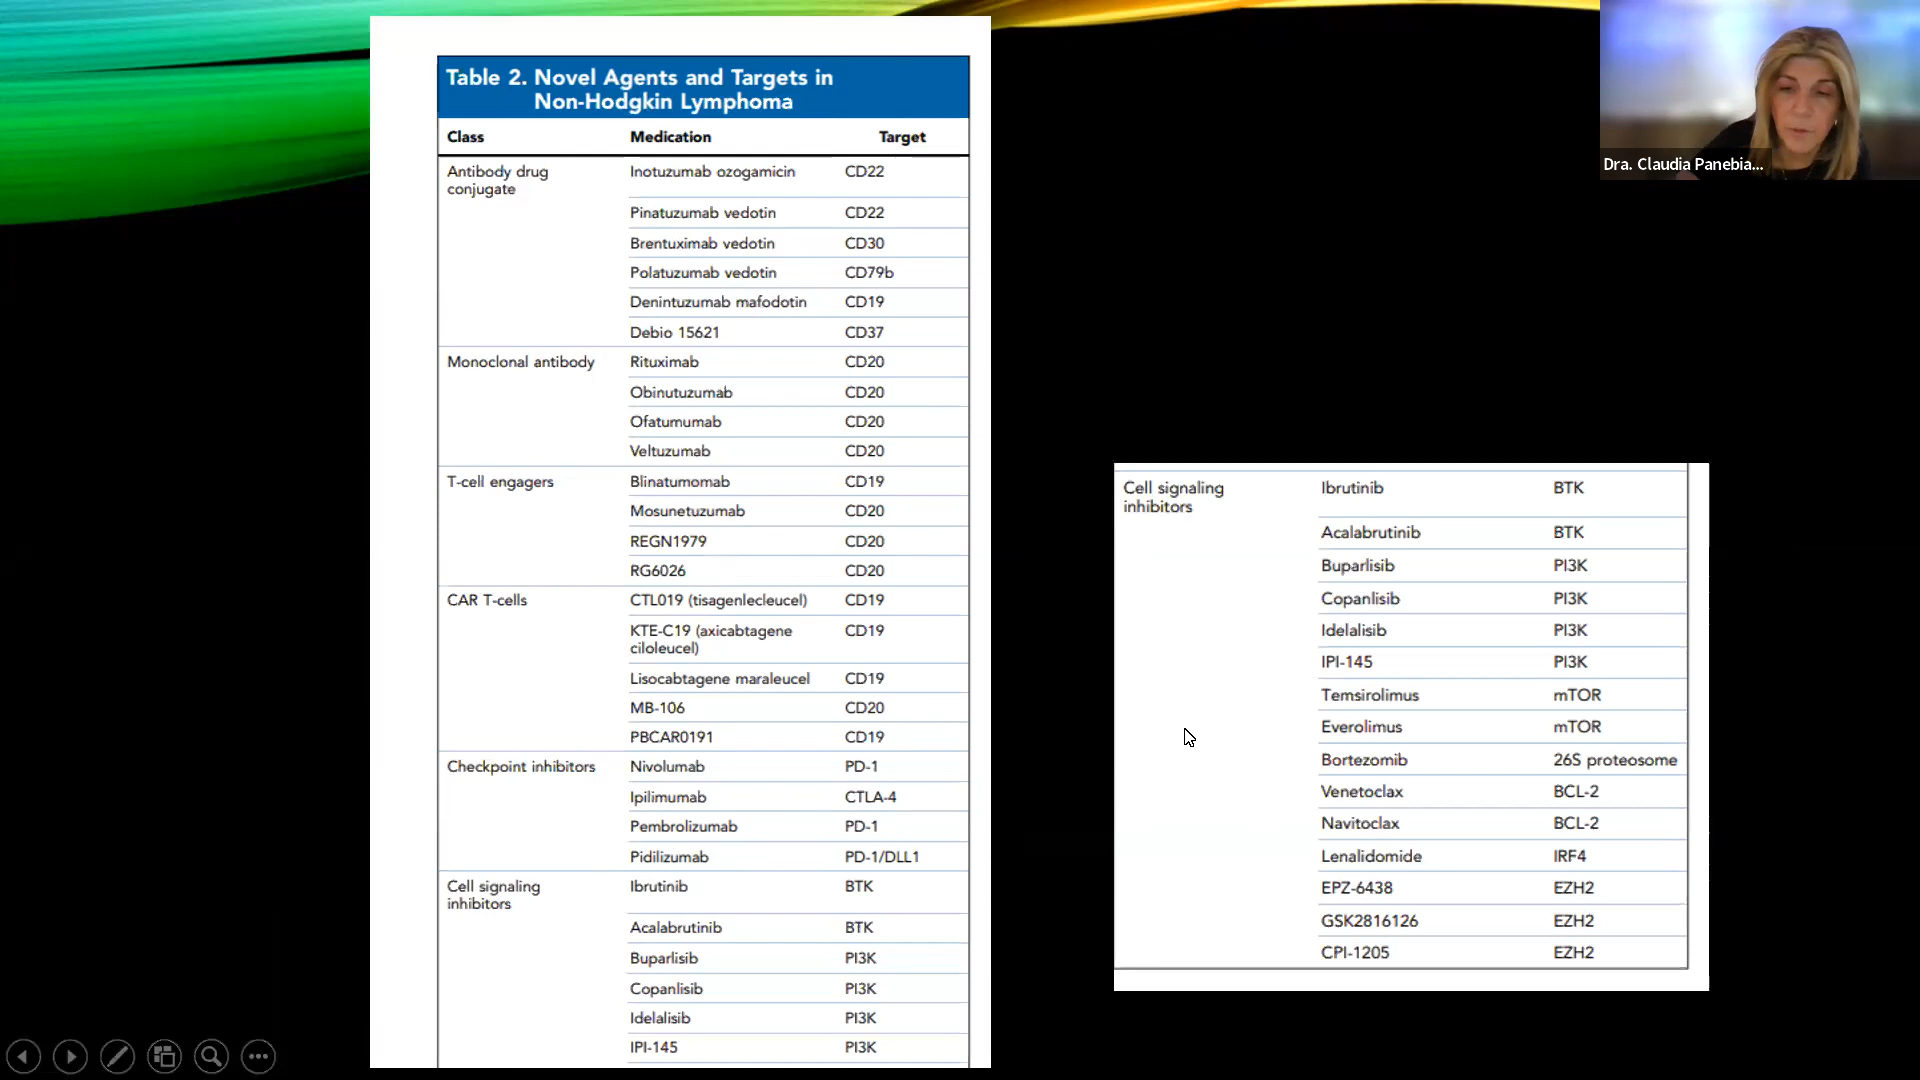 Table 2. Novel Agents and Targets in
Non-Hodgkin Lymphoma
Class Medication Target
Antibody drug conjugate Inotuzumab ozogamicin CD22
Pinatuzumab vedotin CD22
Brentuximab vedotin CD30
Polatuzumab vedotin CD79b
Denintuzumab mafodotin CD19
Debio 15621 CD37
Monoclonal antibody Rituximab CD20
Obinutuzumab CD20
Ofatumumab CD20
Veltuzumab CD20
T-cell engagers Blinatumomab CD19
Mosunetuzumab CD20
REGN1979 CD20
RG6026 CD20
CAR T-cells CTL019 (tisagenlecleucel) CD19
KTE-C19 (axicabtagene ciloleucel) CD19
Lisocabtagene maraleucel CD19
MB-106 CD20
PBCAR0191 CD19
Checkpoint inhibitors Nivolumab PD-1
Ipilimumab CTLA-4
Pembrolizumab PD-1
Pidilizumab PD-1/DLL1
Cell signaling inhibitors Ibrutinib BTK
Acalabrutinib BTK
Buparlisib PI3K
Copanlisib PI3K
Idelalisib PI3K
IPI-145 PI3K
Cell signaling inhibitors Ibrutinib BTK
Acalabrutinib BTK
Buparlisib PI3K
Copanlisib PI3K
Idelalisib PI3K
IPI-145 PI3K
Temsirolimus mTOR
Everolimus mTOR
Bortezomib 26S proteosome
Venetoclax BCL-2
Navitoclax BCL-2
Lenalidomide IRF4
EPZ-6438 EZH2
GSK2816126 EZH2
CPI-1205 EZH2
Dra. Claudia Panebia...